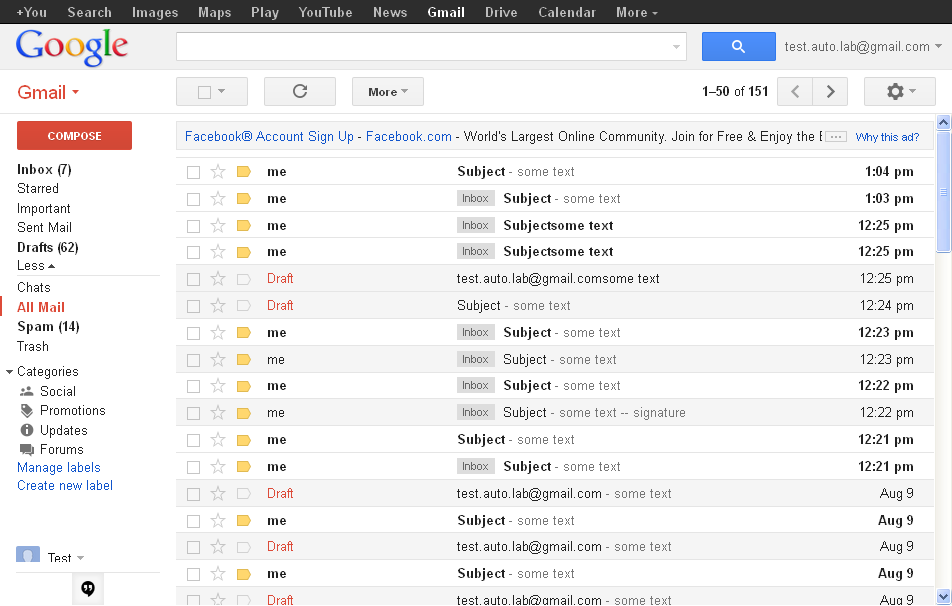 +You Search Images Maps Play YouTube News Gmail Drive Calendar More
Google
test.auto.lab@gmail.com
Gmail
More
1–50 of 151
COMPOSE
Inbox (7)
Starred
Important
Sent Mail
Drafts (62)
Less
Chats
All Mail
Spam (14)
Trash
Categories
Social
Promotions
Updates
Forums
Manage labels
Create new label
Test
Facebook® Account Sign Up - Facebook.com - World's Largest Online Community. Join for Free & Enjoy the Why this ad?
me Subject - some text 1:04 pm
me Inbox Subject - some text 1:03 pm
me Inbox Subjectsome text 12:25 pm
me Inbox Subjectsome text 12:25 pm
Draft test.auto.lab@gmail.comsome text 12:25 pm
Draft Subject - some text 12:24 pm
me Inbox Subject - some text 12:23 pm
me Inbox Subject - some text 12:23 pm
me Inbox Subject - some text 12:22 pm
me Inbox Subject - some text -- signature 12:22 pm
me Subject - some text 12:21 pm
me Inbox Subject - some text 12:21 pm
Draft test.auto.lab@gmail.com - some text Aug 9
me Subject - some text Aug 9
Draft test.auto.lab@gmail.com - some text Aug 9
me Subject - some text Aug 9
Draft test.auto.lab@gmail.com - some text Aug 9